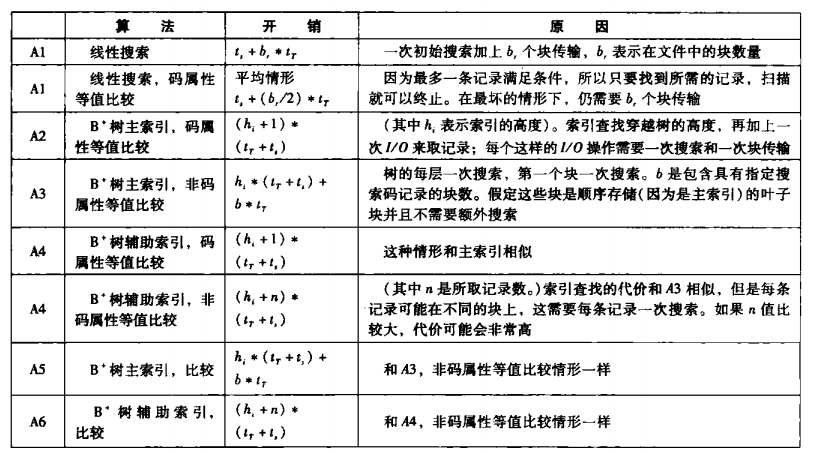 算 法 开 销 原 因
A1 线性搜索 t_s + b_r * t_T 一次初始搜索加上 b_r 个块传输，b_r 表示在文件中的块数量
A1 线性搜索，码属性 平均情形 因为最多一条记录满足条件，所以只要找到所需的记录，扫描
等值比较 t_s + (b_r/2) * t_T 就可以终止。在最坏的情形下，仍需要 b_r 个块传输
A2 B⁺树主索引，码属 (h_i + 1) * （其中 h_i 表示索引的高度）。索引查找穿越树的高度，再加上一
性等值比较 (t_T + t_s) 次 I/O 来取记录；每个这样的 I/O 操作需要一次搜索和一次块传输
A3 B⁺树主索引，非码 h_i * (t_T + t_s) + 树的每层一次搜索，第一个块一次搜索。b 是包含具有指定搜
属性等值比较 b * t_T 索码记录的块数。假定这些块是顺序存储(因为是主索引)的叶子
块并且不需要额外搜索
A4 B⁺树辅助索引，码 (h_i + 1) * 这种情形和主索引相似
属性等值比较 (t_T + t_s)
A4 B⁺树辅助索引，非 (h_i + n) * （其中 n 是所取记录数。）索引查找的代价和 A3 相似，但是每条
码属性等值比较 (t_T + t_s) 记录可能在不同的块上，这需要每条记录一次搜索。如果 n 值比
较大，代价可能会非常高
A5 B⁺树主索引，比较 h_i * (t_T + t_s) + 和 A3，非码属性等值比较情形一样
b * t_T
A6 B⁺ 树 辅 助 索 引， (h_i + n) * 和 A4，非码属性等值比较情形一样
比较 (t_T + t_s)